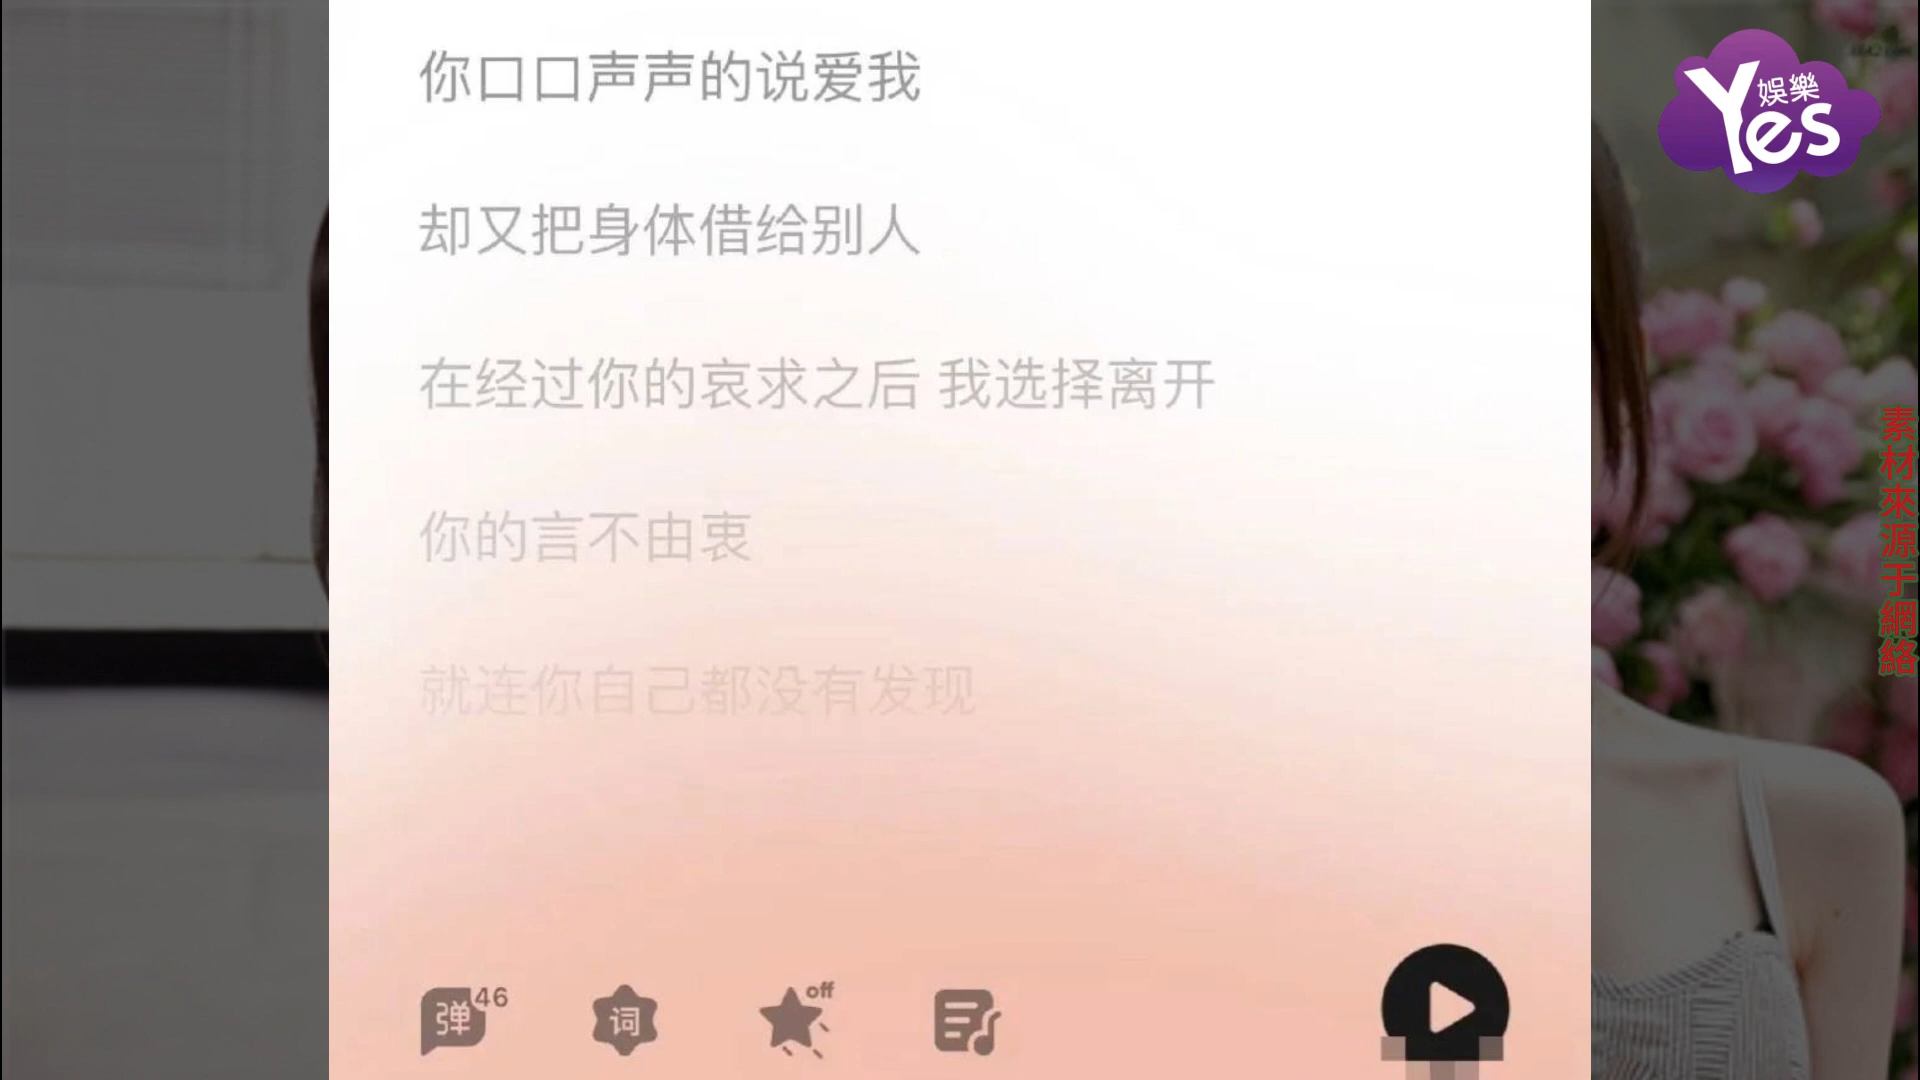 你口口声声的说爱我
却又把身体借给别人
在经过你的哀求之后 我选择离开
你的言不由衷
就连你自己都没有发现
弹 46
词
off
Yes 娛樂
素材來源于網絡